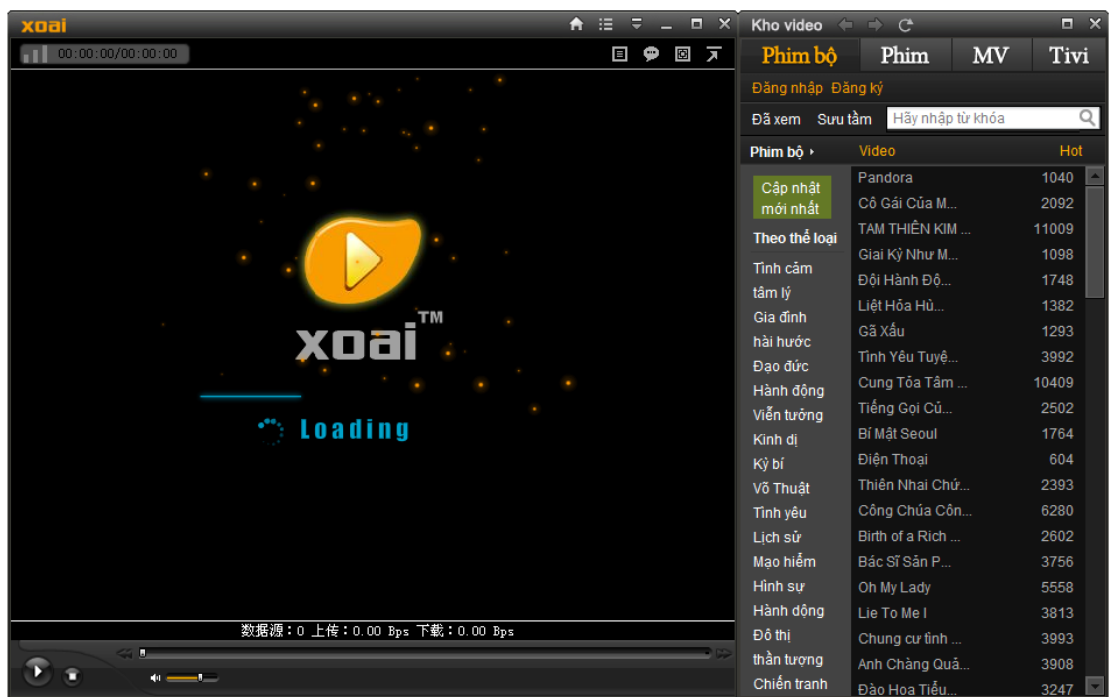 xoai
00:00:00/00:00:00
xoai™
Loading
数据源：0 上传：0.00 Bps 下载：0.00 Bps
Kho video
Phim bộ Phim MV Tivi
Đăng nhập Đăng ký
Đã xem Sưu tầm Hãy nhập từ khóa
Phim bộ Video Hot
Cập nhật
mới nhất
Theo thể loại
Tình cảm
tâm lý
Gia đình
hài hước
Đạo đức
Hành động
Viễn tưởng
Kinh dị
Kỳ bí
Võ Thuật
Tình yêu
Lịch sử
Mạo hiểm
Hình sự
Hành động
Đô thị
thần tượng
Chiến tranh
Pandora 1040
Cô Gái Của M... 2092
TAM THIÊN KIM ... 11009
Giai Kỳ Như M... 1098
Đội Hành Độ... 1748
Liệt Hỏa Hù... 1382
Gã Xấu 1293
Tình Yêu Tuyệ... 3992
Cung Tỏa Tâm ... 10409
Tiếng Gọi Củ... 2502
Bí Mật Seoul 1764
Điện Thoại 604
Thiên Nhai Chứ... 2393
Công Chúa Côn... 6280
Birth of a Rich ... 2602
Bác Sĩ Sản P... 3756
Oh My Lady 5558
Lie To Me I 3813
Chung cư tình ... 3993
Anh Chàng Quả... 3908
Đào Hoa Tiểu... 3247